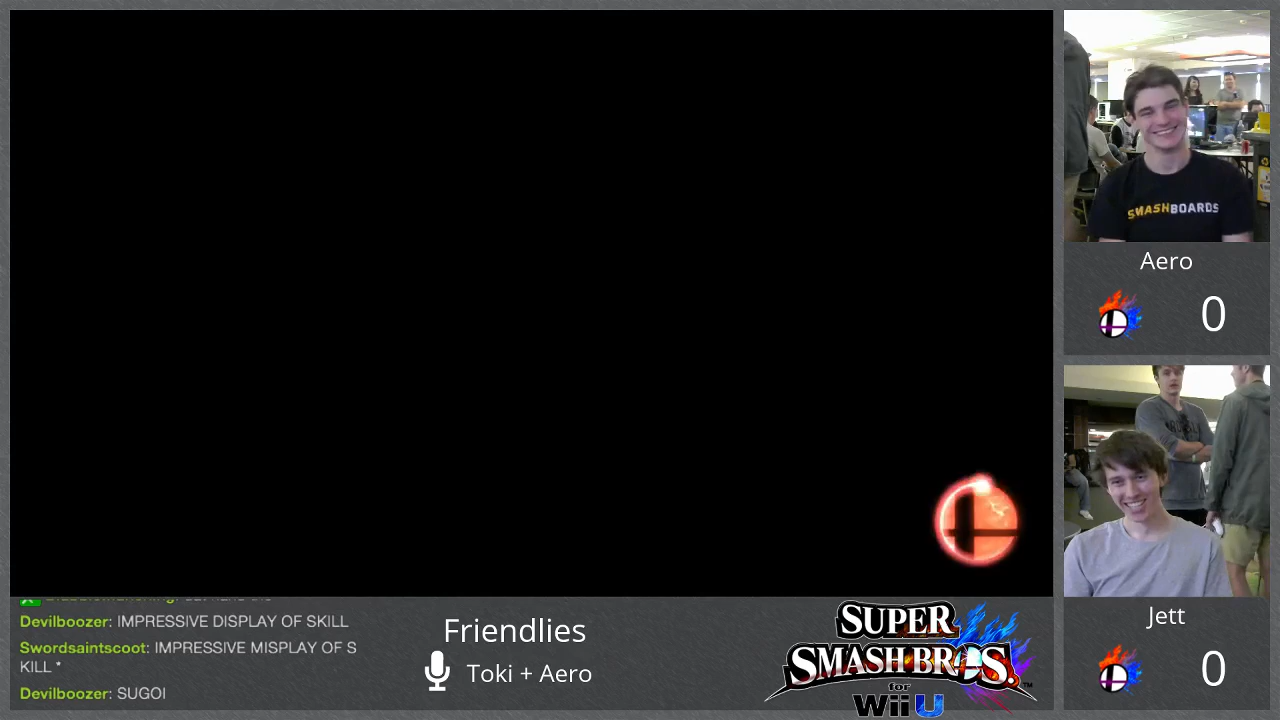 SMASHBOARDS
Aero
0
Jett
0
Devilboozer: IMPRESSIVE DISPLAY OF SKILL
Swordsaintscoot: IMPRESSIVE MISPLAY OF S
KILL *
Devilboozer: SUGOI
Friendlies
Toki + Aero
SUPER
SMASH BROS.™
for
Wii U